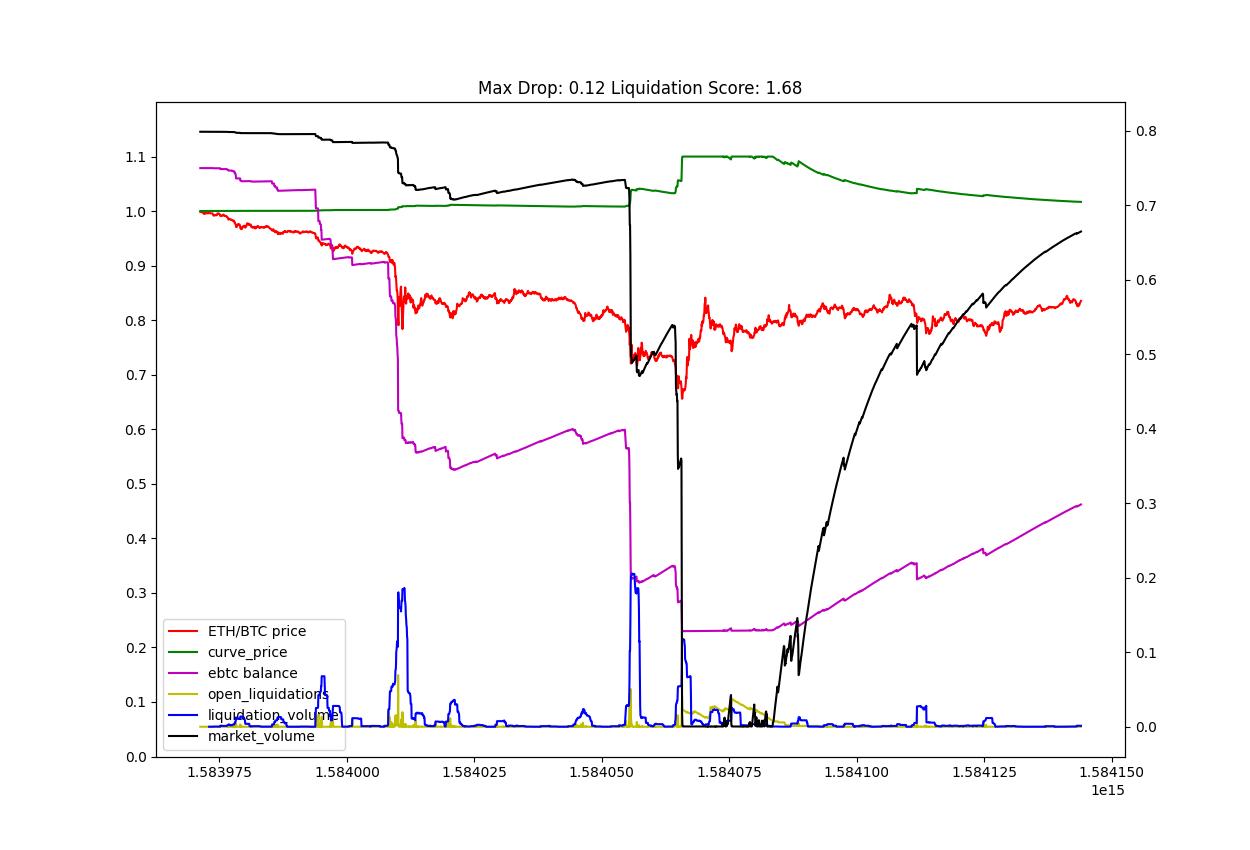 Max Drop: 0.12 Liquidation Score: 1.68
1.1
1.0
0.9
0.8
0.7
0.6
0.5
0.4
0.3
0.2
0.1
0.0
0.8
0.7
0.6
0.5
0.4
0.3
0.2
0.1
0.0
ETH/BTC price
curve_price
ebtc balance
open_liquidations
liquidation_volume
market_volume
1.583975 1.584000 1.584025 1.584050 1.584075 1.584100 1.584125 1.584150
1e15